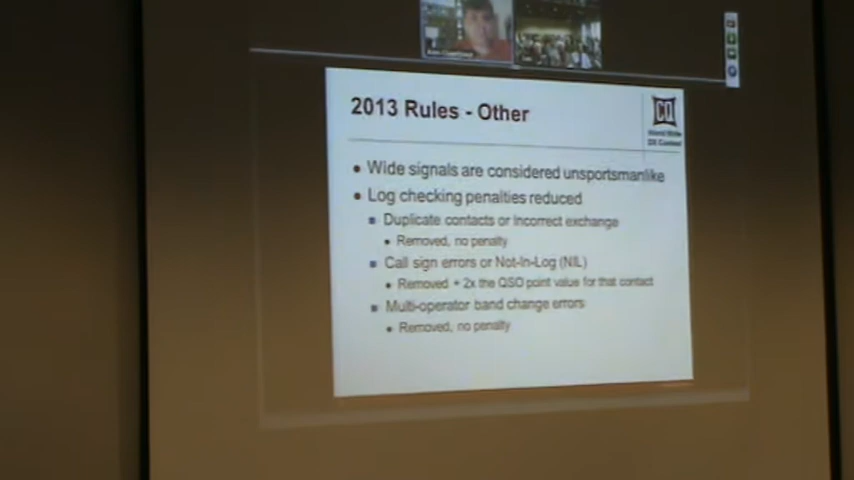 2013 Rules - Other
CQ
World Wide
DX Contest
• Wide signals are considered unsportsmanlike
• Log checking penalties reduced
▪ Duplicate contacts or incorrect exchange
• Removed, no penalty
▪ Call sign errors or Not-In-Log (NIL)
• Removed + 2x the QSO point value for that contact
▪ Multi-operator band change errors
• Removed, no penalty